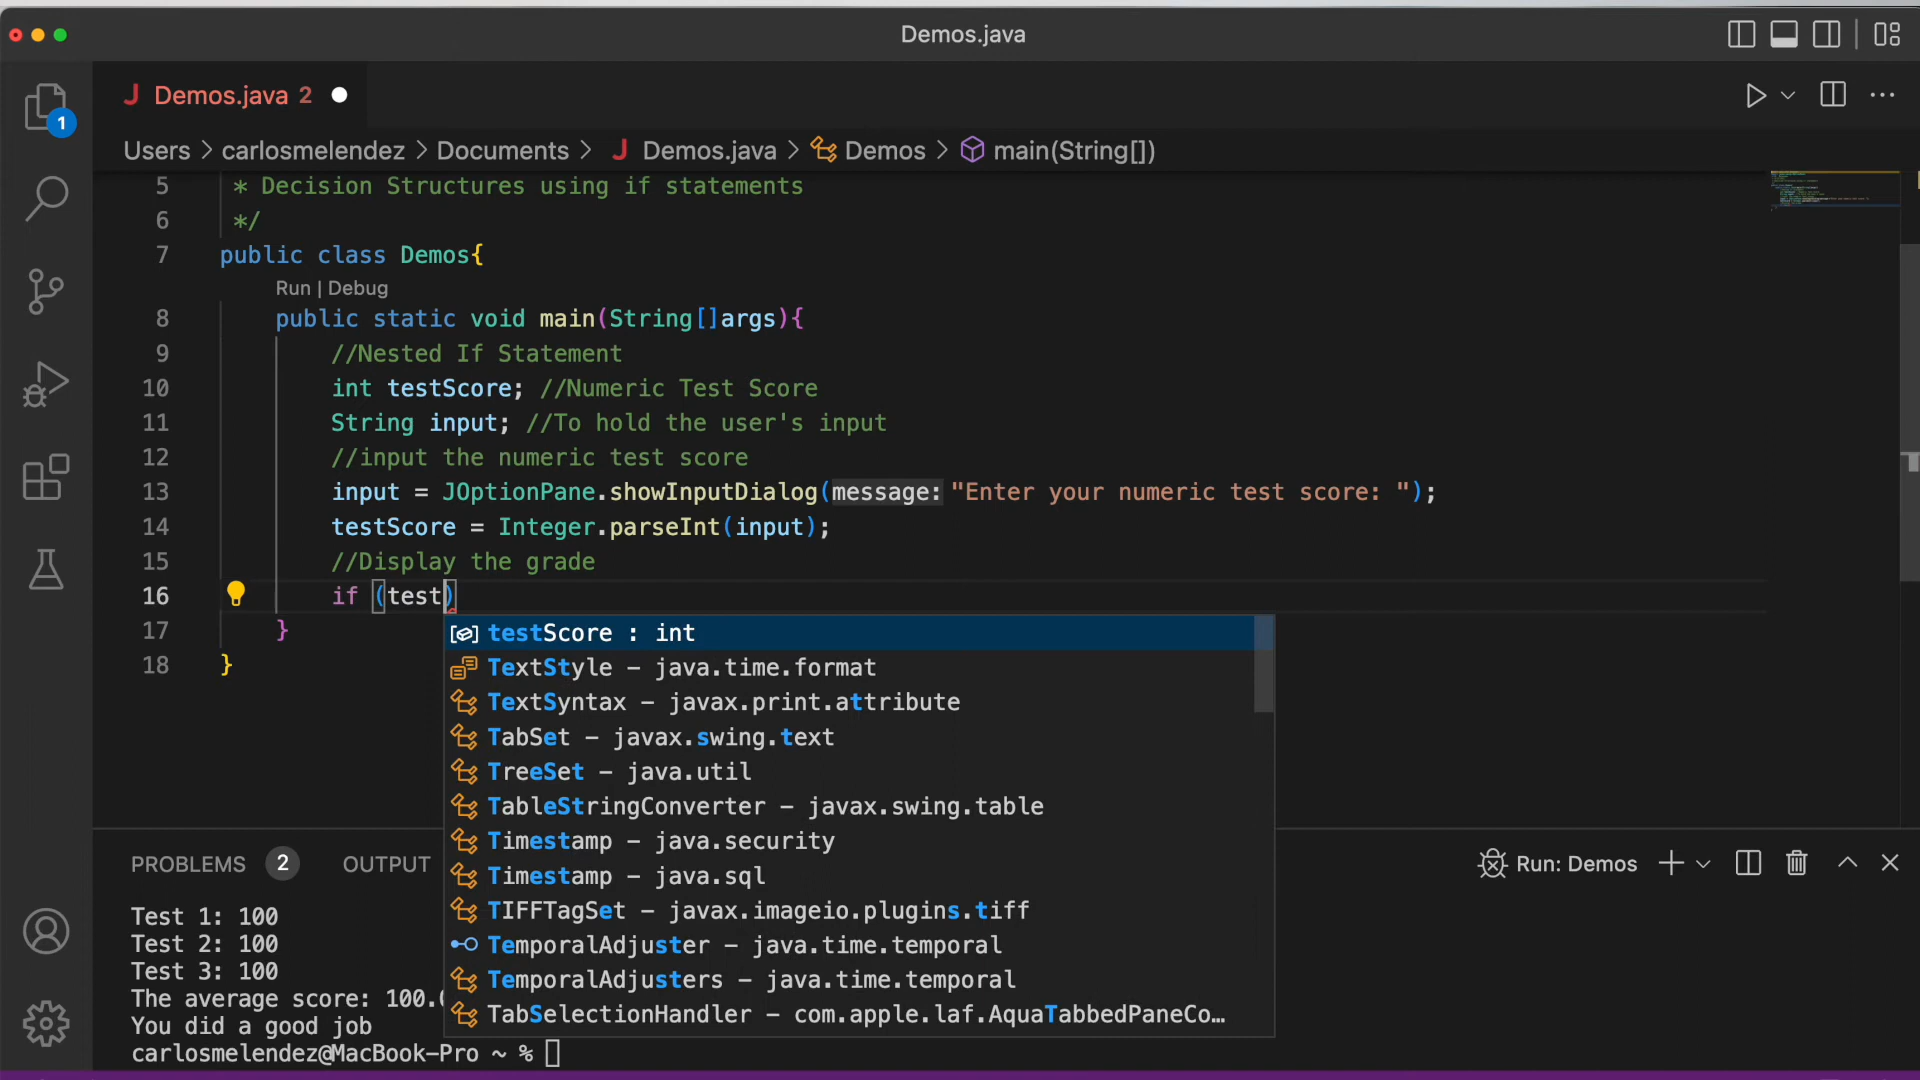 Demos.java
1
J Demos.java 2
Users > carlosmelendez > Documents > J Demos.java > Demos > main(String[])
5 * Decision Structures using if statements
6 */
7 public class Demos{
Run | Debug
8 public static void main(String[]args){
9 //Nested If Statement
10 int testScore; //Numeric Test Score
11 String input; //To hold the user's input
12 //input the numeric test score
13 input = JOptionPane.showInputDialog(message: "Enter your numeric test score: ");
14 testScore = Integer.parseInt(input);
15 //Display the grade
16 if (test)
17 }
18 }
testScore : int
TextStyle - java.time.format
TextSyntax - javax.print.attribute
TabSet - javax.swing.text
TreeSet - java.util
TableStringConverter - javax.swing.table
Timestamp - java.security
Timestamp - java.sql
TIFFTagSet - javax.imageio.plugins.tiff
TemporalAdjuster - java.time.temporal
TemporalAdjusters - java.time.temporal
TabSelectionHandler - com.apple.laf.AquaTabbedPaneCo...
PROBLEMS 2 OUTPUT
Run: Demos
Test 1: 100
Test 2: 100
Test 3: 100
The average score: 100.0
You did a good job
carlosmelendez@MacBook-Pro ~ %